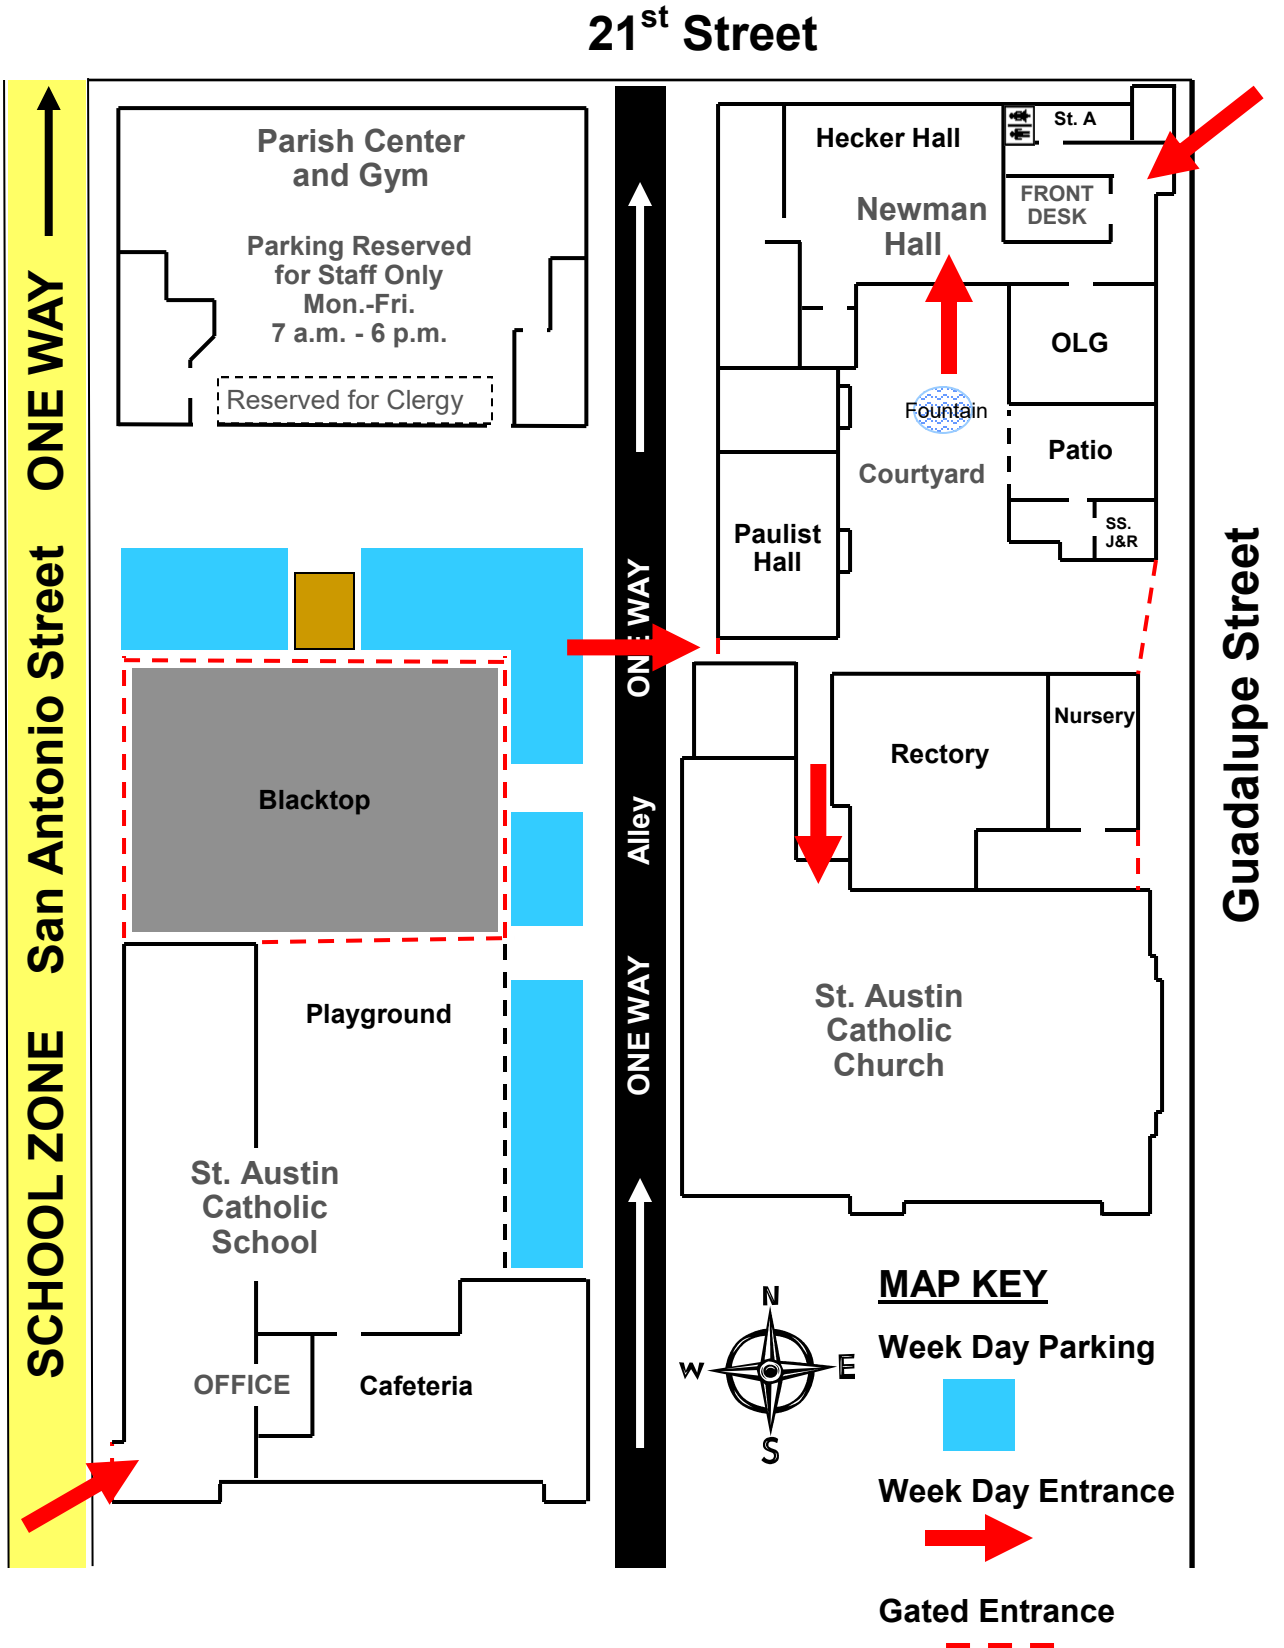 21st Street
ONE WAY
San Antonio Street
SCHOOL ZONE
Parish Center
and Gym
Parking Reserved
for Staff Only
Mon.-Fri.
7 a.m. - 6 p.m.
Reserved for Clergy
Blacktop
Playground
St. Austin
Catholic
School
OFFICE
Cafeteria
ONE WAY
Alley
ONE WAY
Hecker Hall
St. A
FRONT
DESK
Newman
Hall
OLG
Fountain
Courtyard
Patio
SS.
J&R
Paulist
Hall
Rectory
Nursery
St. Austin
Catholic
Church
Guadalupe Street
N
W
E
S
MAP KEY
Week Day Parking
Week Day Entrance
Gated Entrance